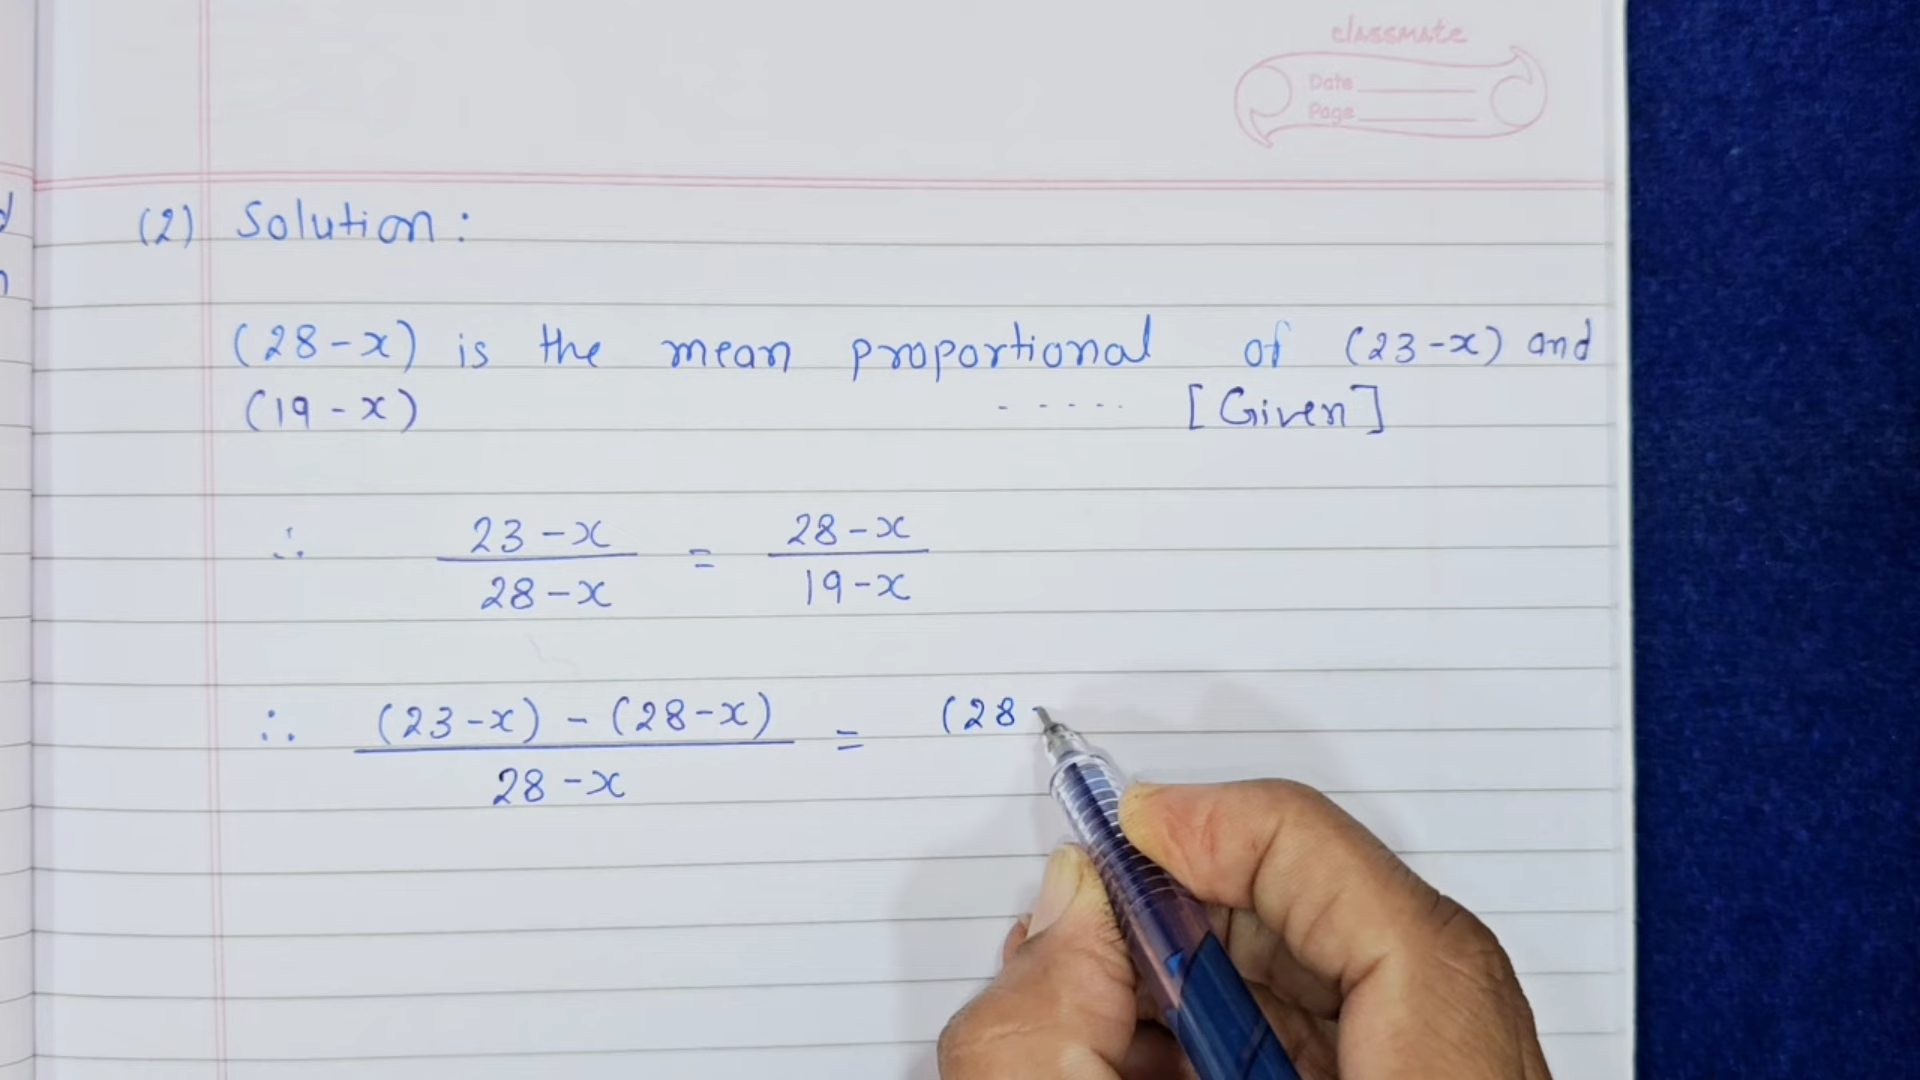 classmate
Date
Page
(2) Solution:
(28-x) is the mean proportional of (23-x) and
(19-x) ..... [Given]
∴ 23-x / 28-x = 28-x / 19-x
∴ (23-x) - (28-x) / 28-x = (28 -